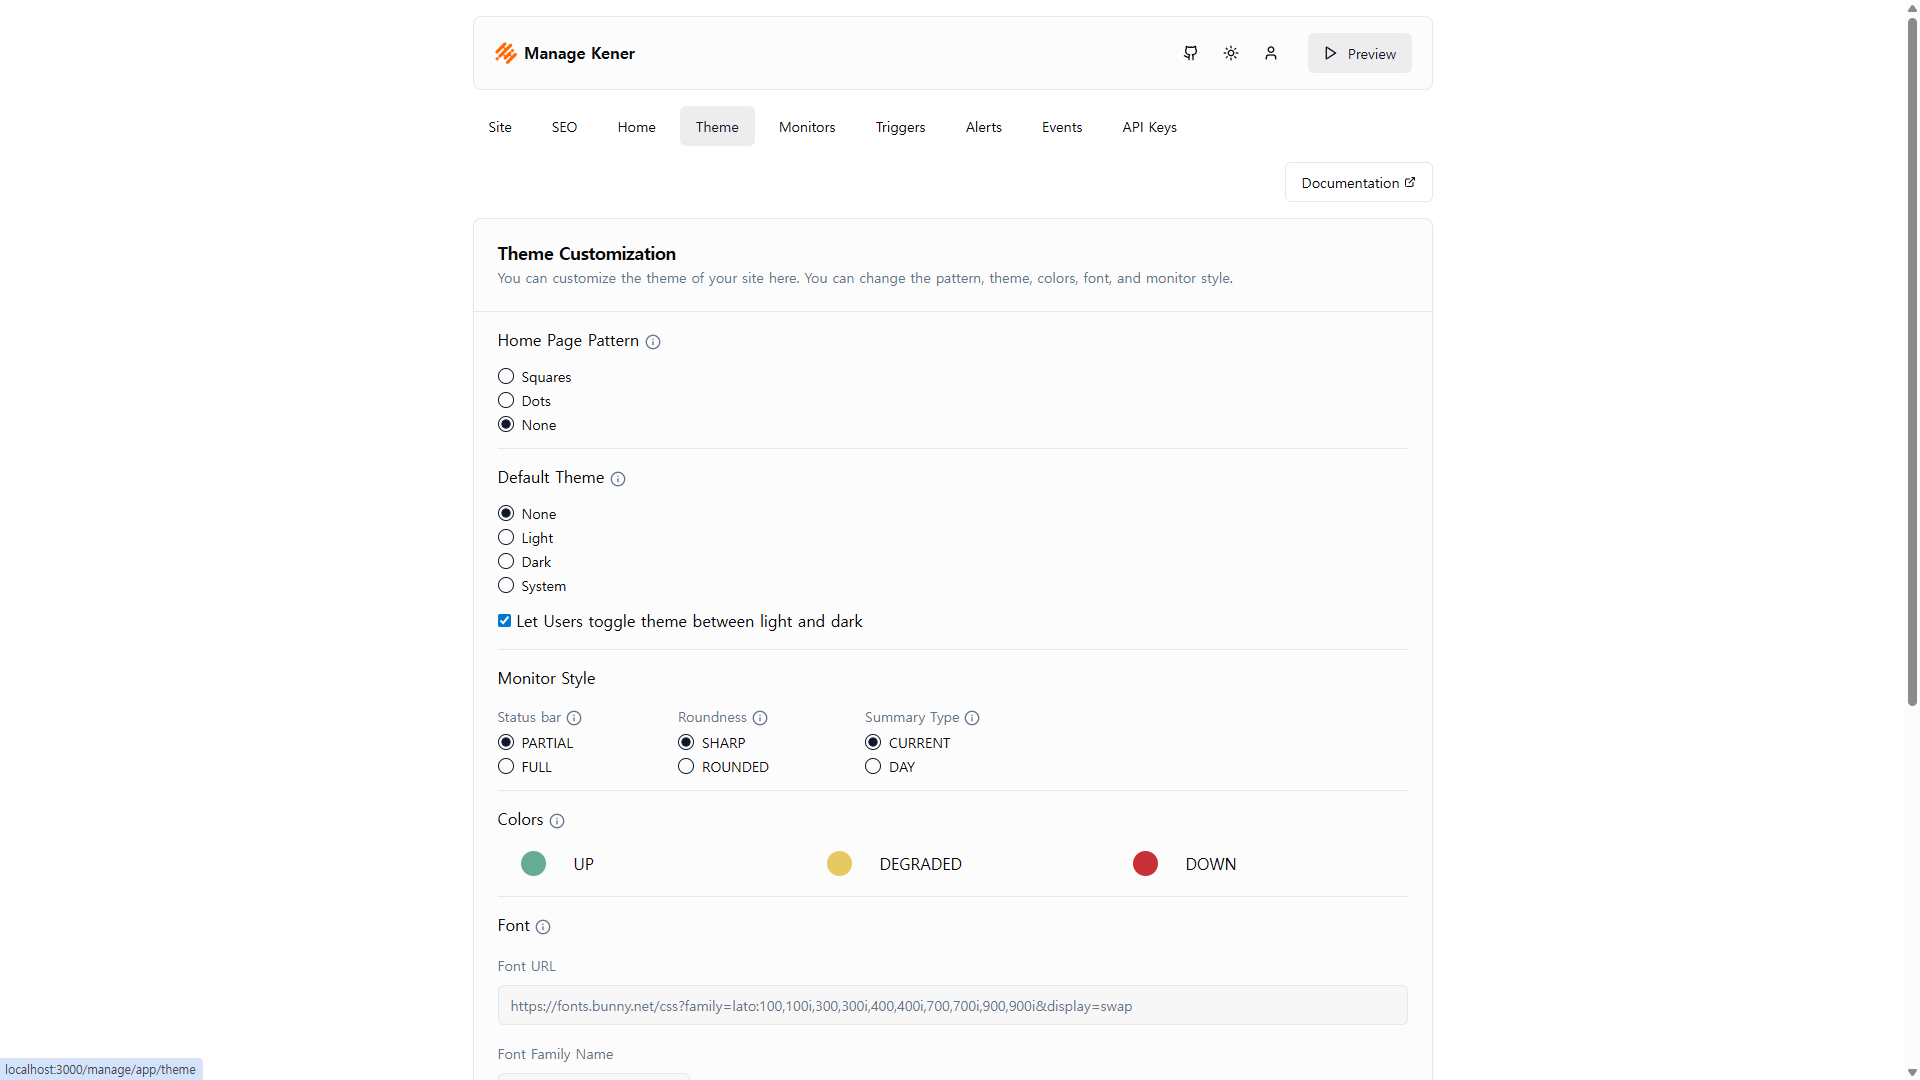 Manage Kener
Preview
Site SEO Home Theme Monitors Triggers Alerts Events API Keys
Documentation
Theme Customization
You can customize the theme of your site here. You can change the pattern, theme, colors, font, and monitor style.
Home Page Pattern
Squares
Dots
None
Default Theme
None
Light
Dark
System
Let Users toggle theme between light and dark
Monitor Style
Status bar Roundness Summary Type
PARTIAL SHARP CURRENT
FULL ROUNDED DAY
Colors
UP DEGRADED DOWN
Font
Font URL
https://fonts.bunny.net/css?family=lato:100,100i,300,300i,400,400i,700,700i,900,900i&display=swap
Font Family Name
localhost:3000/manage/app/theme